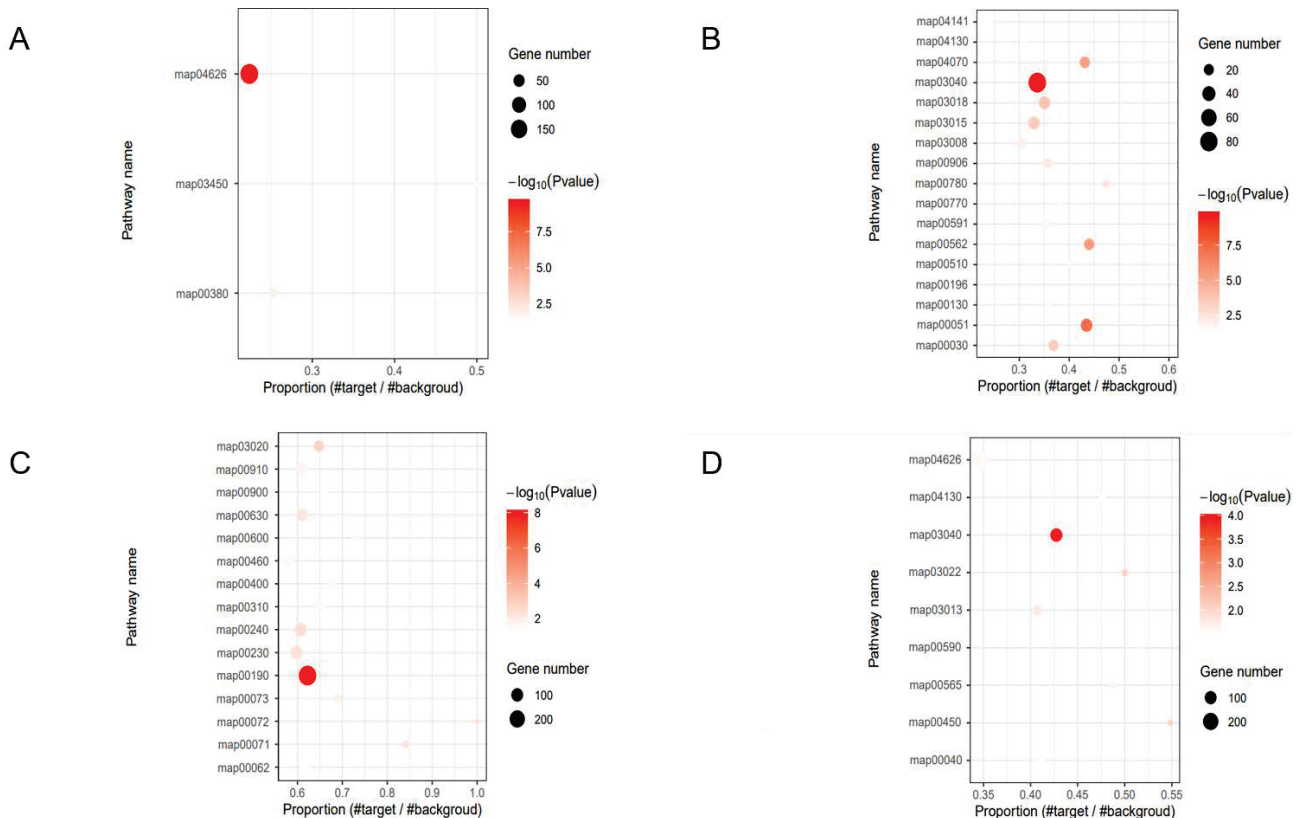 A
Pathway name
map04626
map03450
map00380
0.3 0.4 0.5
Proportion (#target / #backgroud)
Gene number
50
100
150
−log10(Pvalue)
7.5
5.0
2.5
B
Pathway name
map04141
map04130
map04070
map03040
map03018
map03015
map03008
map00906
map00780
map00770
map00591
map00562
map00510
map00196
map00130
map00051
map00030
0.3 0.4 0.5 0.6
Proportion (#target / #backgroud)
Gene number
20
40
60
80
−log10(Pvalue)
7.5
5.0
2.5
C
Pathway name
map03020
map00910
map00900
map00630
map00600
map00460
map00400
map00310
map00240
map00230
map00190
map00073
map00072
map00071
map00062
0.6 0.7 0.8 0.9 1.0
Proportion (#target / #backgroud)
−log10(Pvalue)
8
6
4
2
Gene number
100
200
D
Pathway name
map04626
map04130
map03040
map03022
map03013
map00590
map00565
map00450
map00040
0.35 0.40 0.45 0.50 0.55
Proportion (#target / #backgroud)
−log10(Pvalue)
4.0
3.5
3.0
2.5
2.0
Gene number
100
200